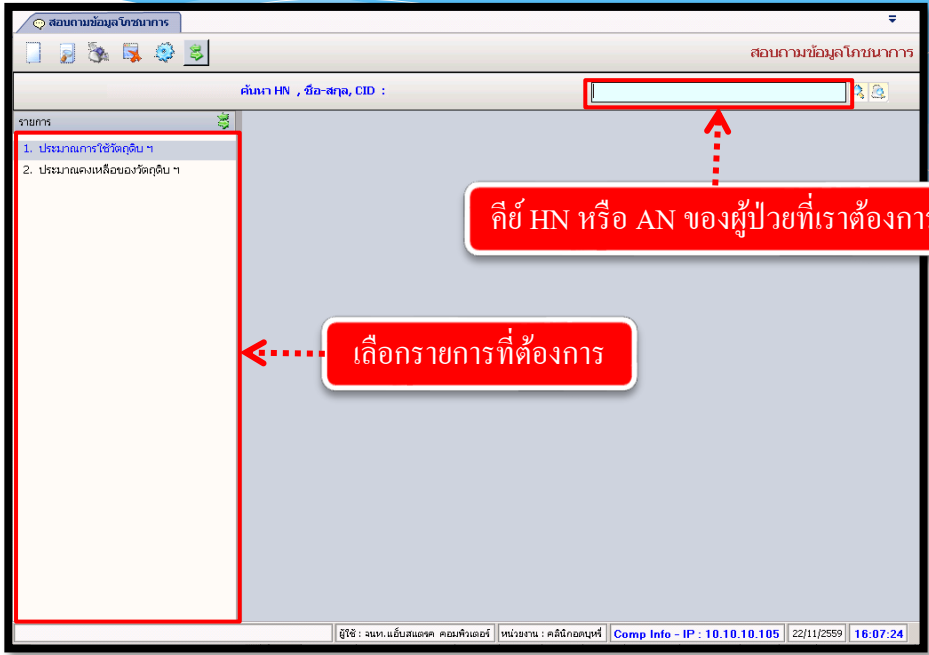 สอบถามข้อมูลโภชนาการ
สอบถามข้อมูลโภชนาการ
ค้นหา HN , ชื่อ-สกุล, CID :
รายการ
1. ประมาณการใช้วัตถุดิบ ฯ
2. ประมาณคงเหลือของวัตถุดิบ ฯ
คีย์ HN หรือ AN ของผู้ป่วยที่เราต้องการ
เลือกรายการที่ต้องการ
ผู้ใช้ : จนท.แอ็บสแตรค คอมพิวเตอร์ หน่วยงาน : คลินิกอดบุหรี่ Comp Info - IP : 10.10.10.105 22/11/2559 16:07:24